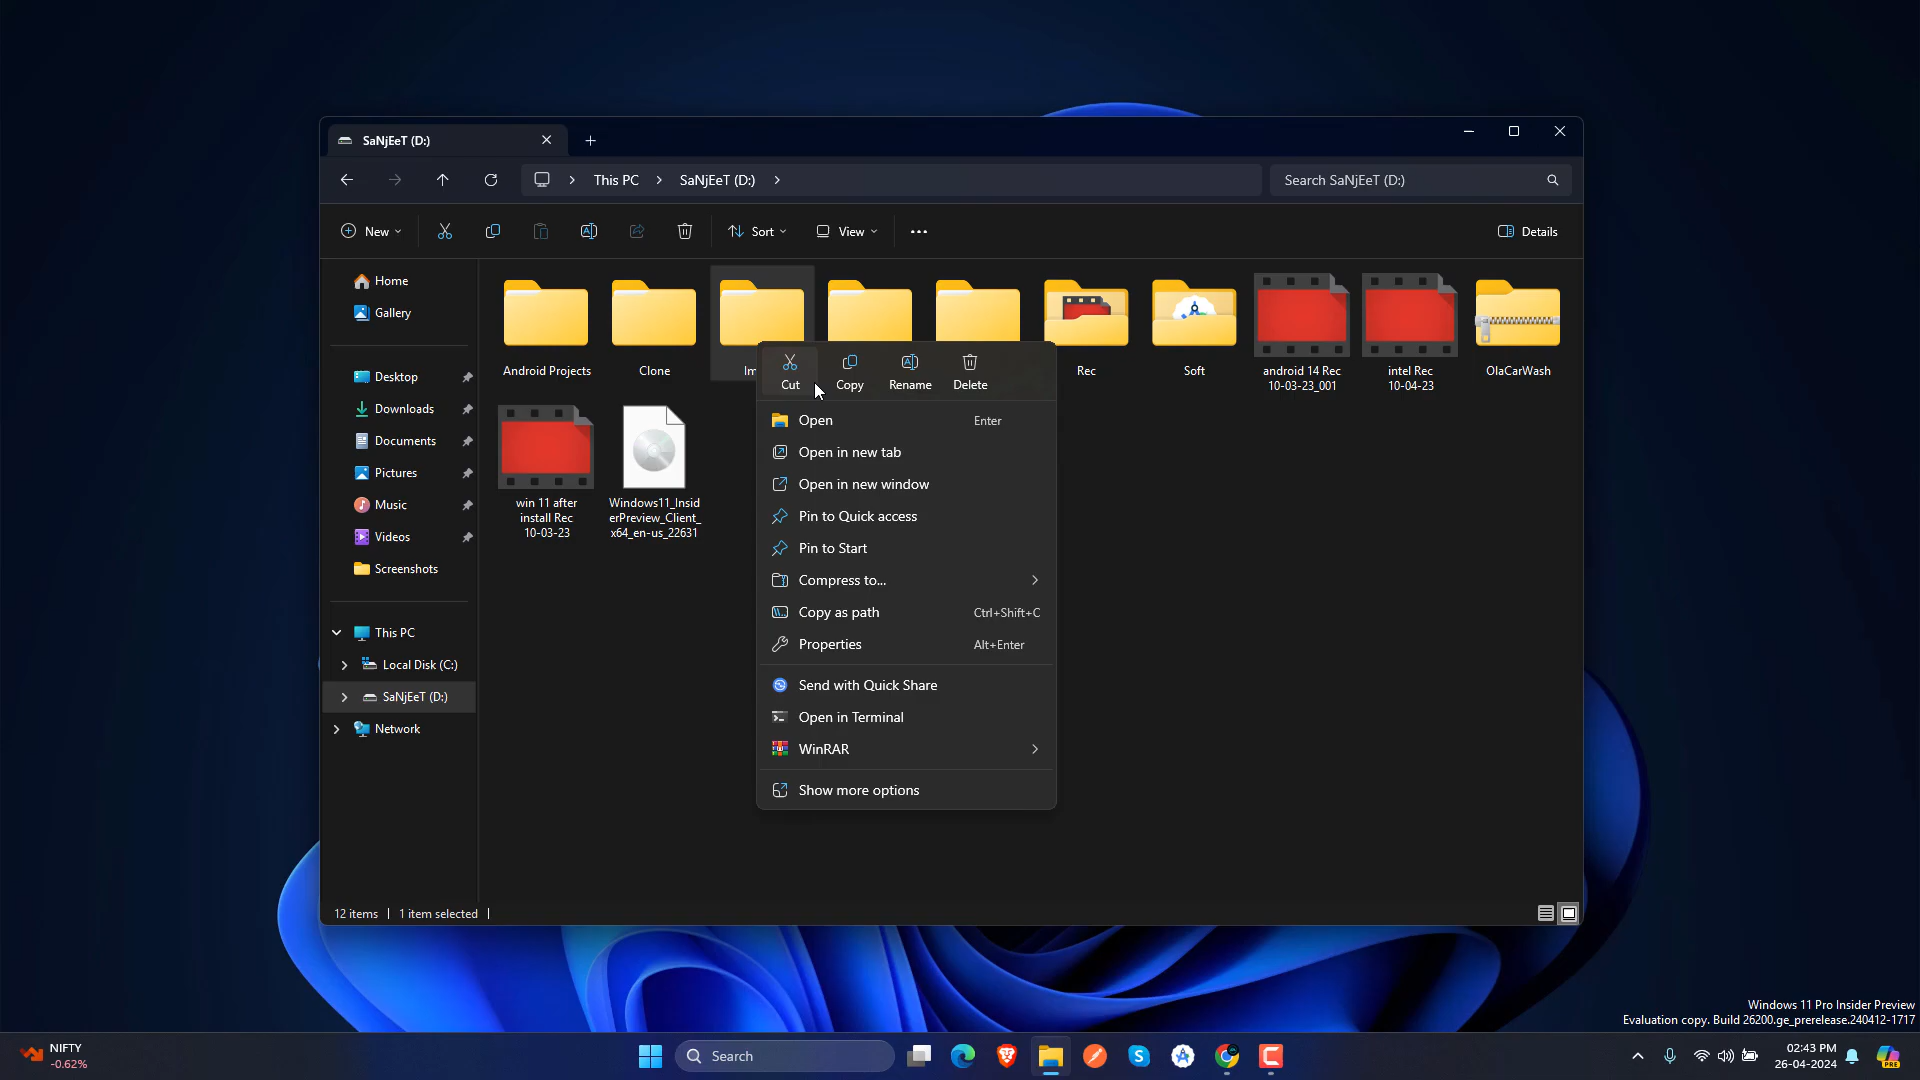 SaNjEeT (D:)
This PC
SaNjEeT (D:)
Search SaNjEeT (D:)
New
Sort
View
Details
Home
Gallery
Desktop
Downloads
Documents
Pictures
Music
Videos
Screenshots
This PC
Local Disk (C:)
SaNjEeT (D:)
Network
Android Projects
Clone
Im
Rec
Soft
android 14 Rec
10-03-23_001
intel Rec
10-04-23
OlaCarWash
win 11 after
install Rec
10-03-23
Windows11_Insid
erPreview_Client_
x64_en-us_22631
Cut
Copy
Rename
Delete
Open Enter
Open in new tab
Open in new window
Pin to Quick access
Pin to Start
Compress to...
Copy as path Ctrl+Shift+C
Properties Alt+Enter
Send with Quick Share
Open in Terminal
WinRAR
Show more options
12 items
1 item selected
Windows 11 Pro Insider Preview
Evaluation copy. Build 26200.ge_prerelease.240412-1717
NIFTY
-0.62%
Search
02:43 PM
26-04-2024
PRE